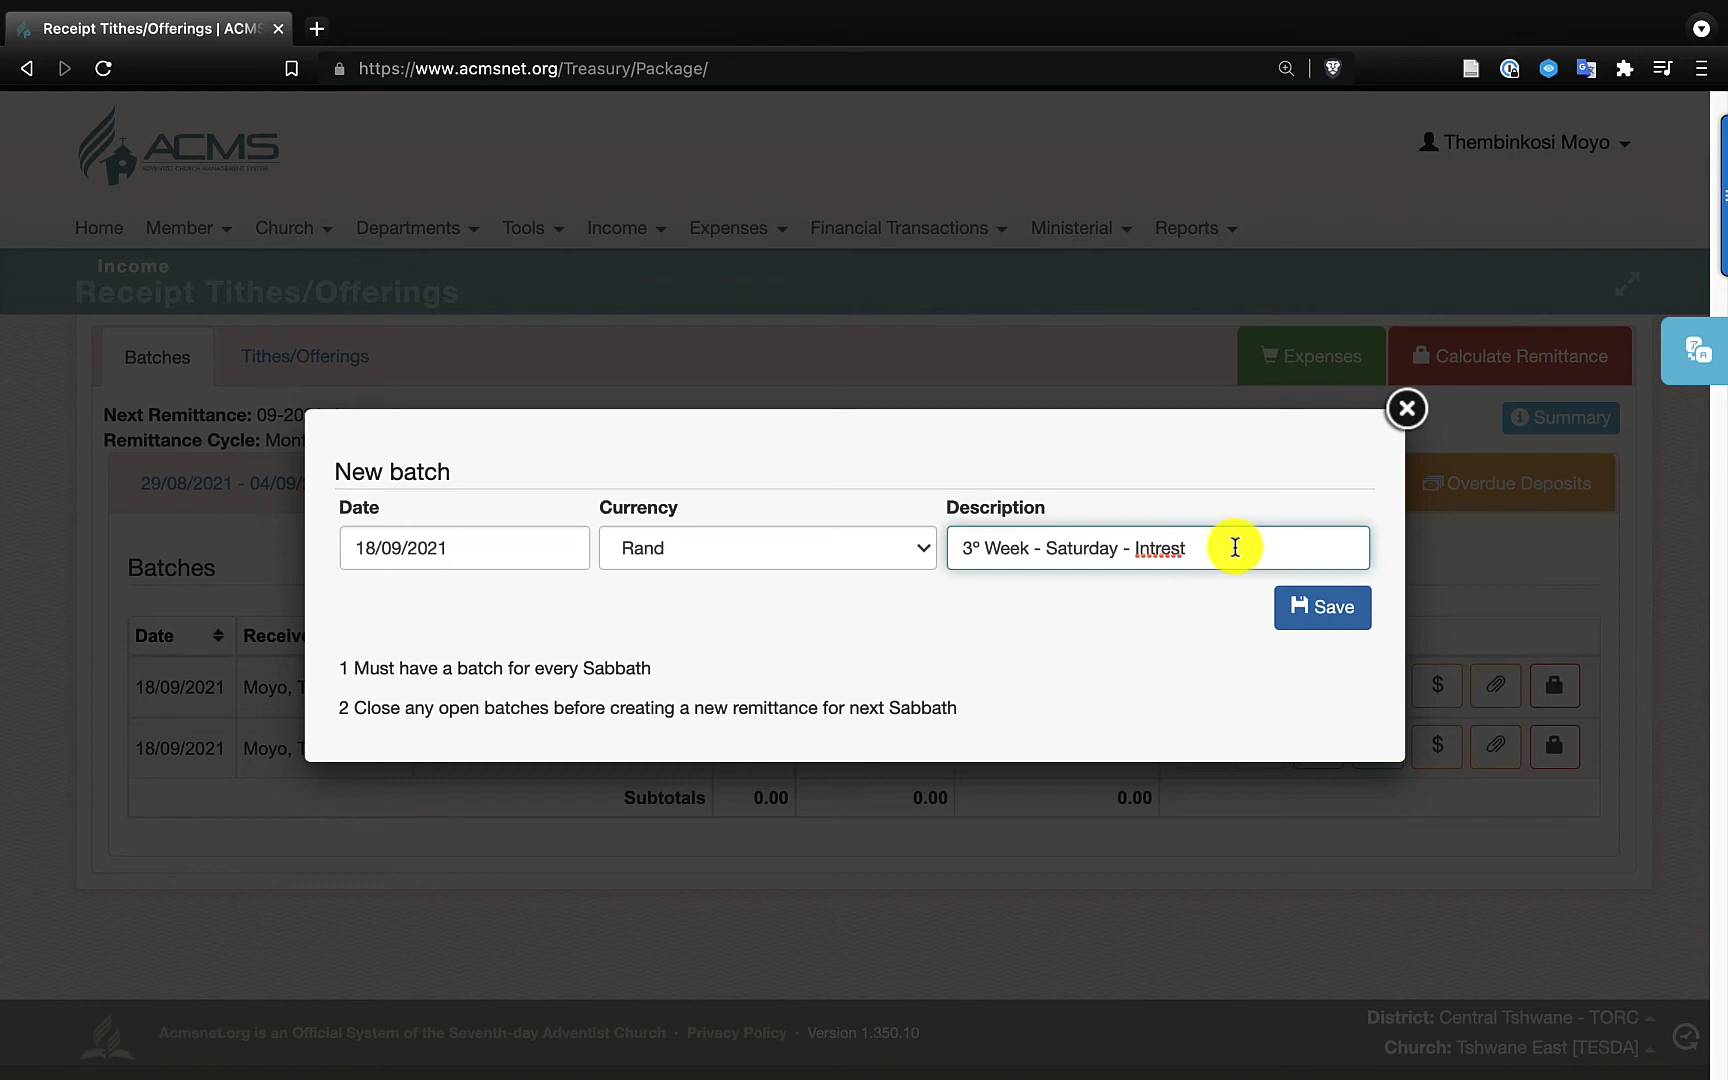 Receipt Tithes/Offerings | ACMS
https://www.acmsnet.org/Treasury/Package/
ACMS
ADVENTIST CHURCH MANAGEMENT SYSTEM
Thembinkosi Moyo
Home Member Church Departments Tools Income Expenses Financial Transactions Ministerial Reports
Income
Receipt Tithes/Offerings
Batches Tithes/Offerings Expenses Calculate Remittance
Next Remittance: 09-20
Summary
Remittance Cycle: Mont
29/08/2021 - 04/09/
Overdue Deposits
New batch
Date Currency Description
18/09/2021 Rand 3º Week - Saturday - Intrest
Save
1 Must have a batch for every Sabbath
2 Close any open batches before creating a new remittance for next Sabbath
Batches
Date Receive
18/09/2021 Moyo, T $
18/09/2021 Moyo, T $
Subtotals 0.00 0.00 0.00
Acmsnet.org is an Official System of the Seventh-day Adventist Church · Privacy Policy · Version 1.350.10
District: Central Tshwane - TORC
Church: Tshwane East [TESDA]